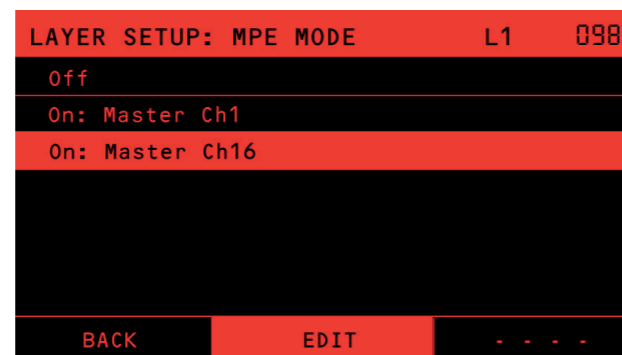 LAYER SETUP: MPE MODE L1 098
Off
On: Master Ch1
On: Master Ch16
BACK EDIT - - - -